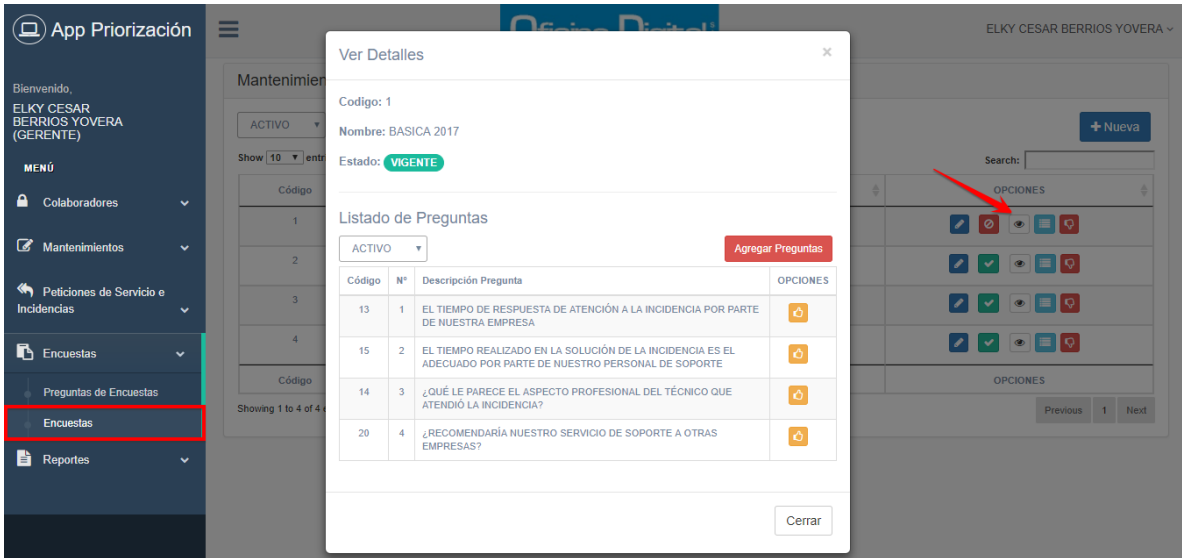 App Priorización
Bienvenido,
ELKY CESAR
BERRIOS YOVERA
(GERENTE)
MENÚ
Colaboradores
Mantenimientos
Peticiones de Servicio e
Incidencias
Encuestas
Preguntas de Encuestas
Encuestas
Reportes
Oficina Digital
ELKY CESAR BERRIOS YOVERA
Mantenimien
ACTIVO
+ Nueva
Show 10 entr
Search:
Código OPCIONES
1
2
3
4
Código OPCIONES
Showing 1 to 4 of 4 e
Previous 1 Next
Ver Detalles ×
Codigo: 1
Nombre: BASICA 2017
Estado: VIGENTE
Listado de Preguntas
ACTIVO
Agregar Preguntas
Código N° Descripción Pregunta OPCIONES
13 1 EL TIEMPO DE RESPUESTA DE ATENCIÓN A LA INCIDENCIA POR PARTE
DE NUESTRA EMPRESA
15 2 EL TIEMPO REALIZADO EN LA SOLUCIÓN DE LA INCIDENCIA ES EL
ADECUADO POR PARTE DE NUESTRO PERSONAL DE SOPORTE
14 3 ¿QUÉ LE PARECE EL ASPECTO PROFESIONAL DEL TÉCNICO QUE
ATENDIÓ LA INCIDENCIA?
20 4 ¿RECOMENDARÍA NUESTRO SERVICIO DE SOPORTE A OTRAS
EMPRESAS?
Cerrar